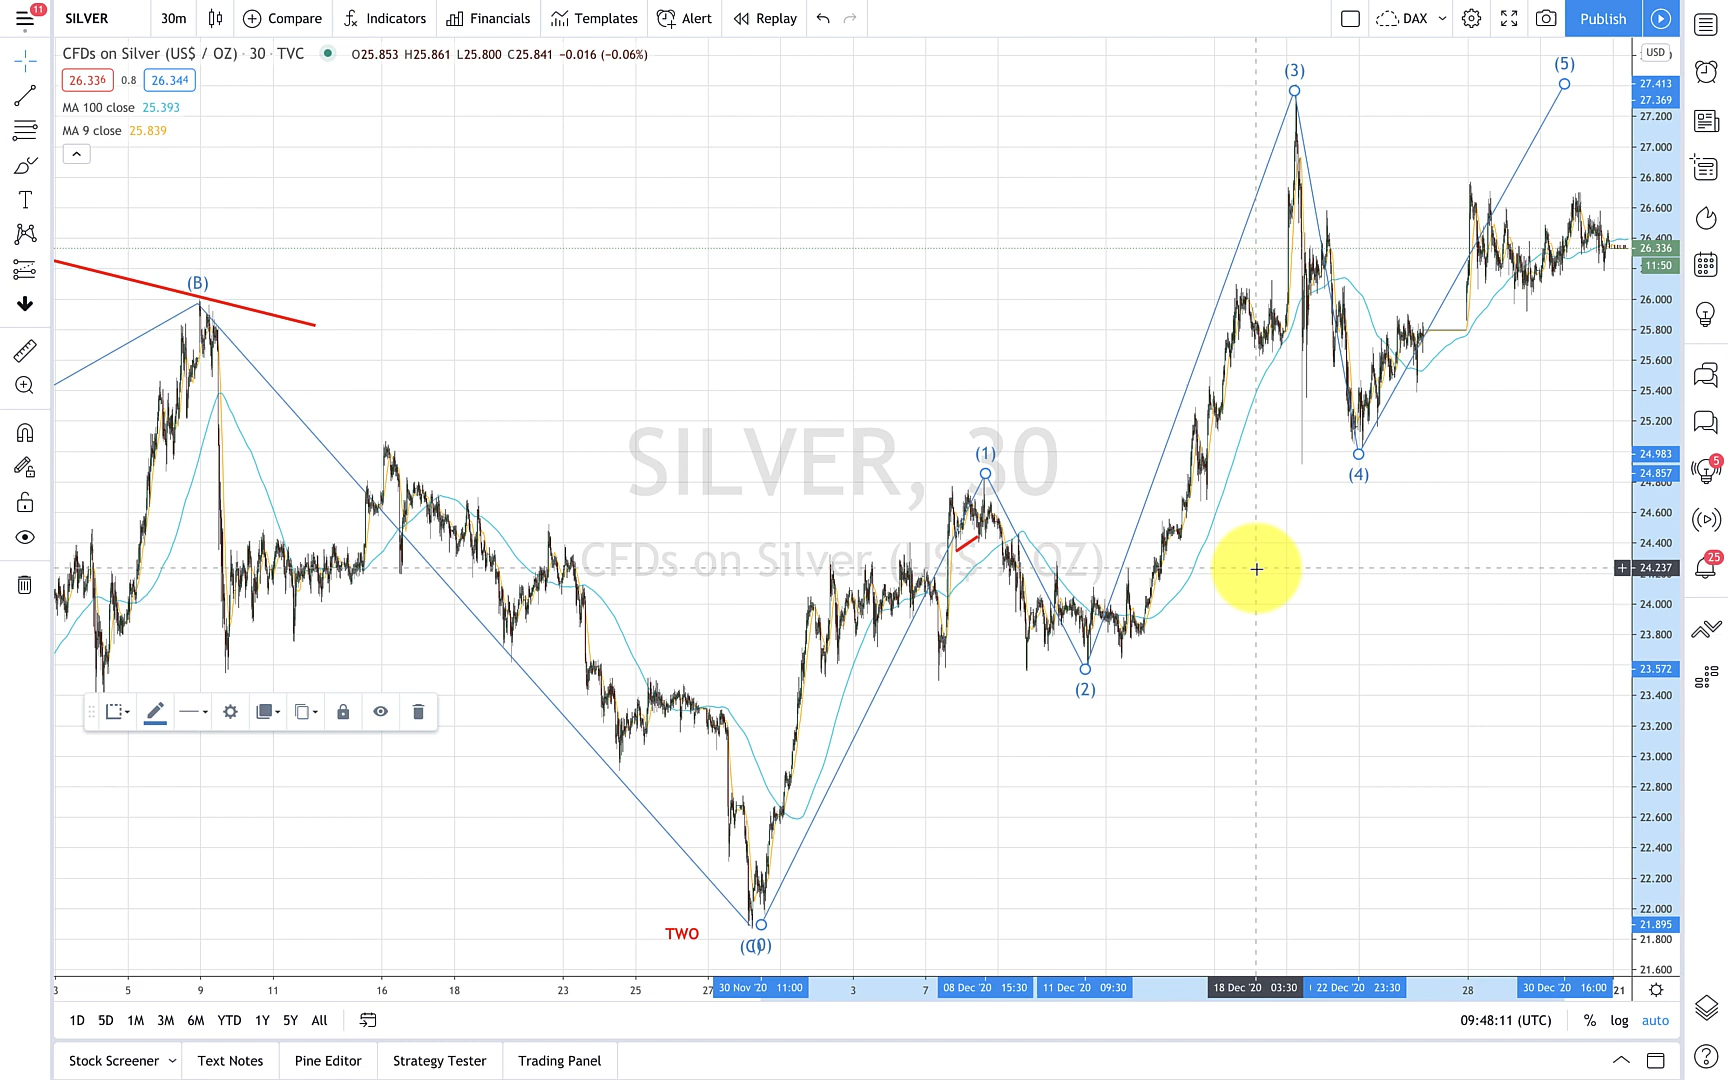 11
SILVER
30m
Compare
Indicators
Financials
Templates
Alert
Replay
DAX
Publish
CFDs on Silver (US$ / OZ) · 30 · TVC
O25.853 H25.861 L25.800 C25.841 −0.016 (−0.06%)
26.336 0.8 26.344
MA 100 close 25.393
MA 9 close 25.839
USD
(3)
(5)
27.413
27.369
27.200
27.000
26.800
26.600
26.400
26.336
11:50
(B)
26.000
25.800
25.600
25.400
25.200
SILVER, 30
CFDs on Silver (US$ / OZ)
(1)
(4)
24.983
24.857
24.800
24.600
24.400
24.237
24.000
23.800
23.572
(2)
23.400
23.200
23.000
22.800
22.600
22.400
22.200
22.000
21.895
21.800
21.600
TWO
5
25
3 5 9 11 16 18 23 25 27 30 Nov '20 11:00 3 7 08 Dec '20 15:30 11 Dec '20 09:30 18 Dec '20 03:30 22 Dec '20 23:30 28 30 Dec '20 16:00 21
1D 5D 1M 3M 6M YTD 1Y 5Y All
09:48:11 (UTC) % log auto
Stock Screener
Text Notes
Pine Editor
Strategy Tester
Trading Panel